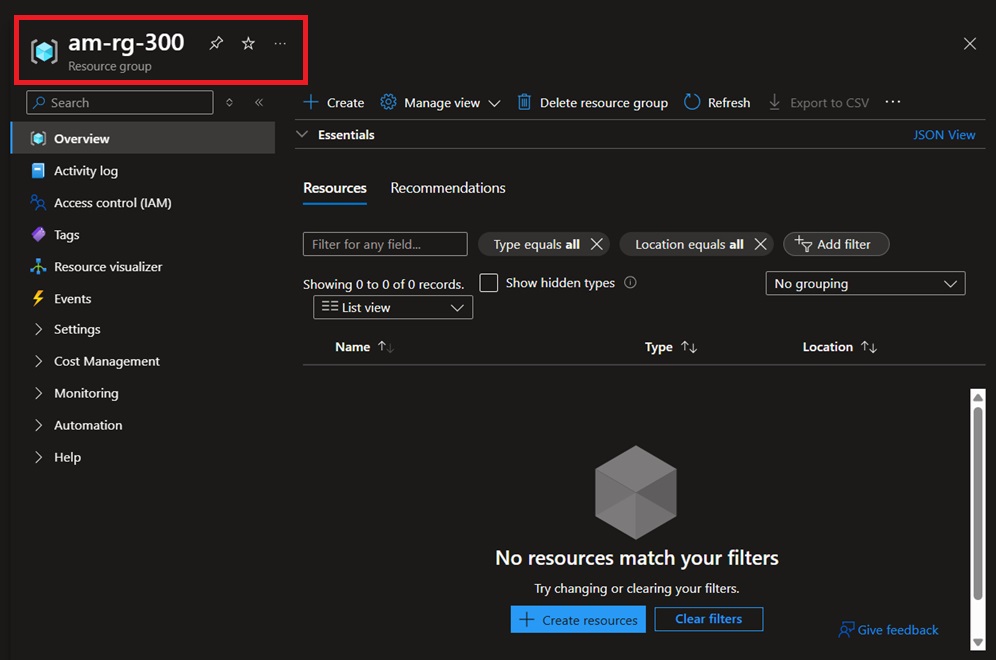 am-rg-300
Resource group
Search
Overview
Activity log
Access control (IAM)
Tags
Resource visualizer
Events
Settings
Cost Management
Monitoring
Automation
Help
Create Manage view Delete resource group Refresh Export to CSV ...
Essentials JSON View
Resources Recommendations
Filter for any field... Type equals all Location equals all Add filter
Showing 0 to 0 of 0 records. Show hidden types No grouping
List view
Name Type Location
No resources match your filters
Try changing or clearing your filters.
Create resources Clear filters
Give feedback